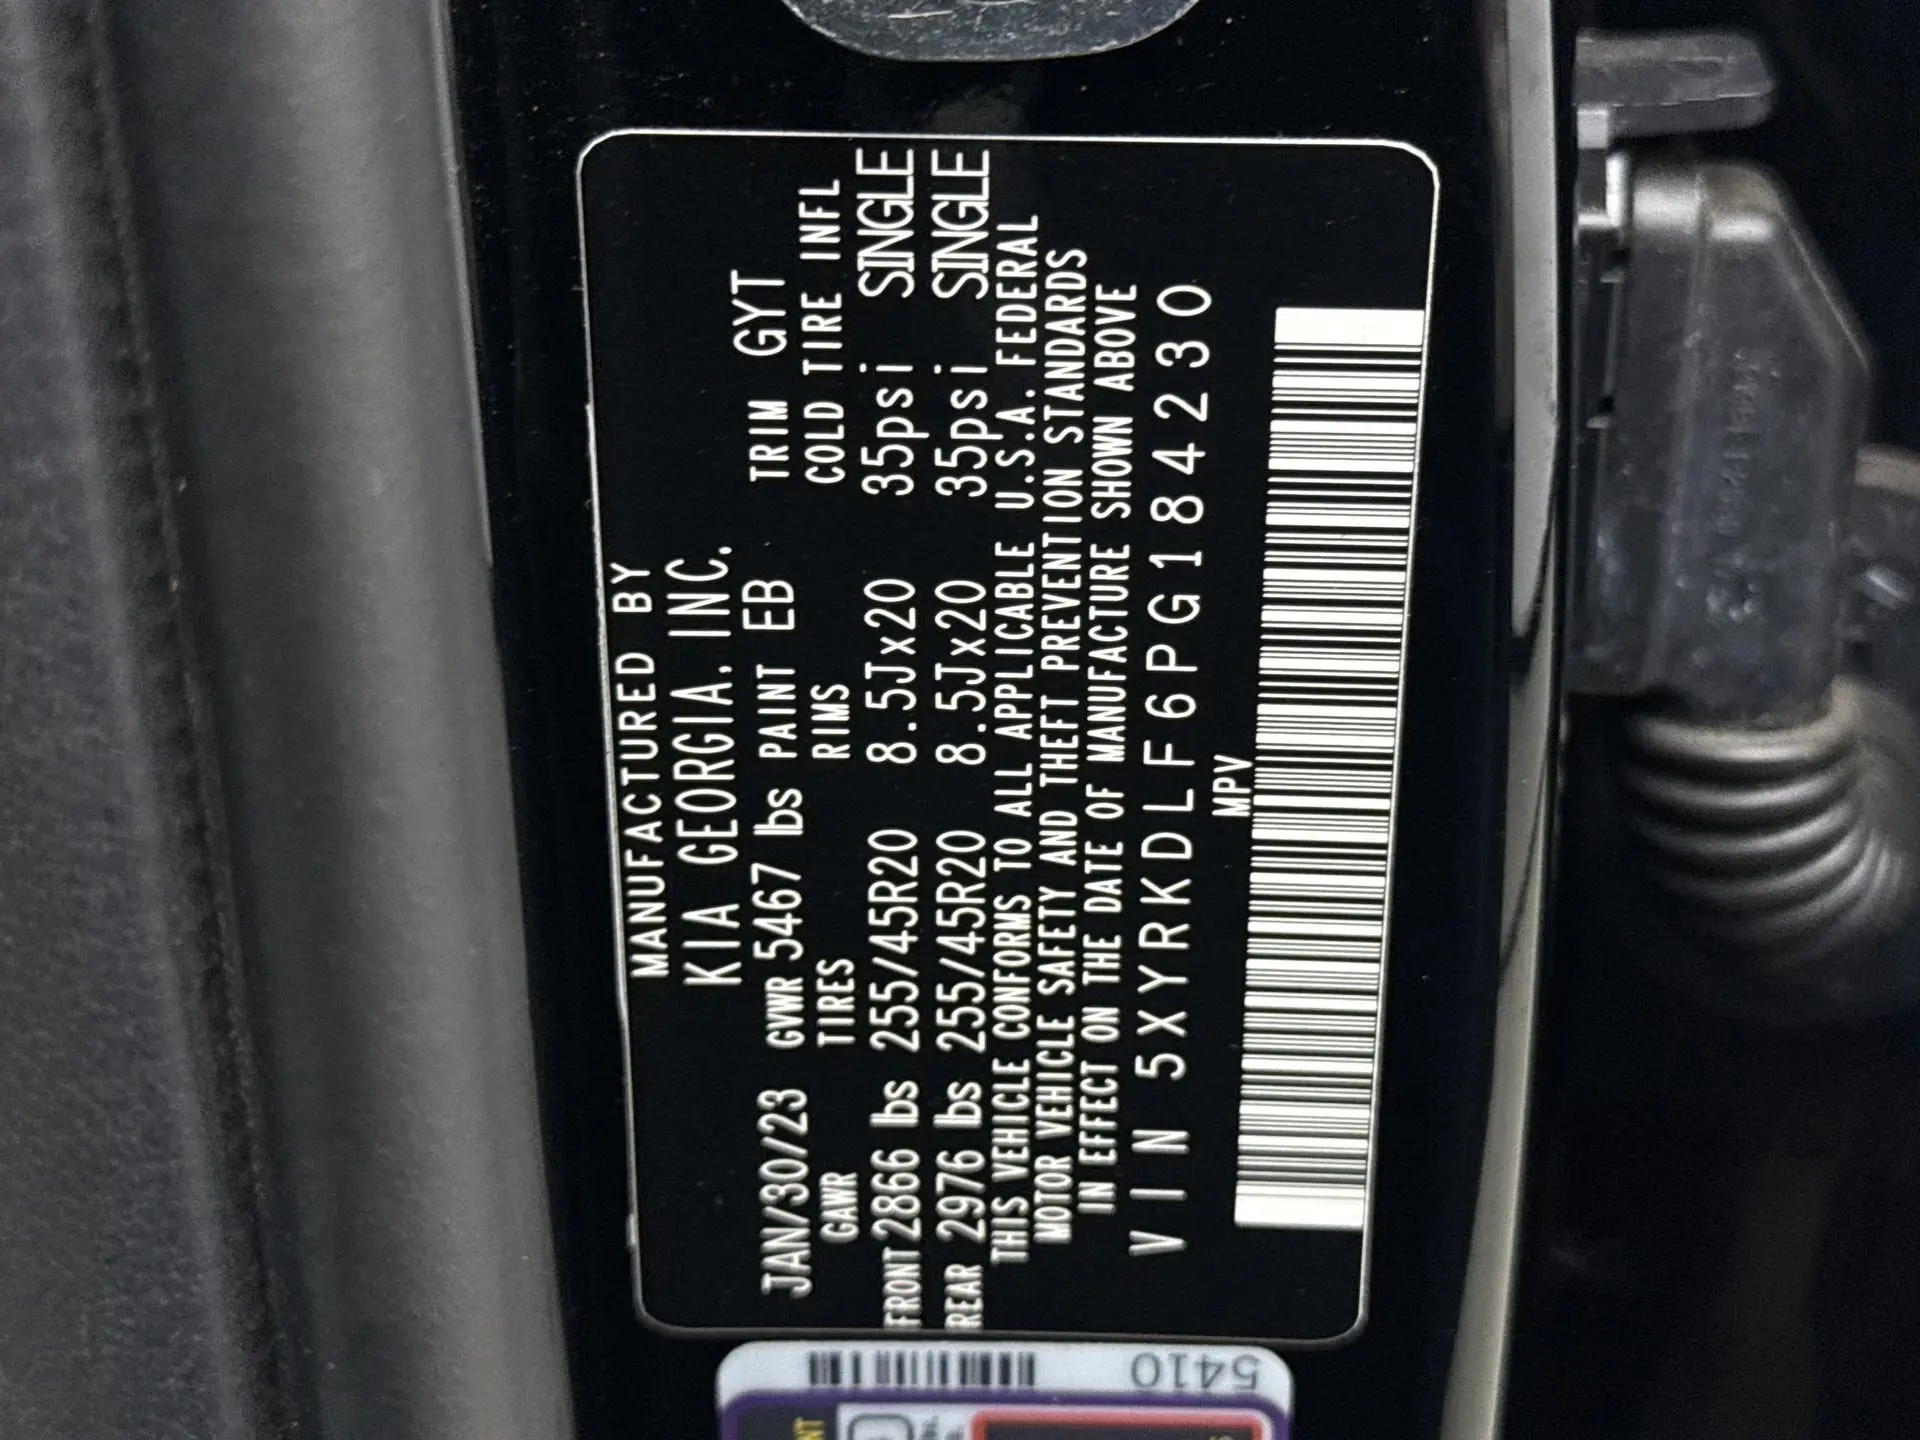 MANUFACTURED BY
KIA GEORGIA. INC.
JAN/30/23 GVWR 5467 lbs PAINT EB TRIM GYT
GAWR TIRES RIMS COLD TIRE INFL
FRONT 2866 lbs 255/45R20 8.5Jx20 35psi SINGLE
REAR 2976 lbs 255/45R20 8.5Jx20 35psi SINGLE
THIS VEHICLE CONFORMS TO ALL APPLICABLE U.S.A. FEDERAL
MOTOR VEHICLE SAFETY AND THEFT PREVENTION STANDARDS
IN EFFECT ON THE DATE OF MANUFACTURE SHOWN ABOVE
VIN 5XYRKDLF6PG184230
MPV
5410